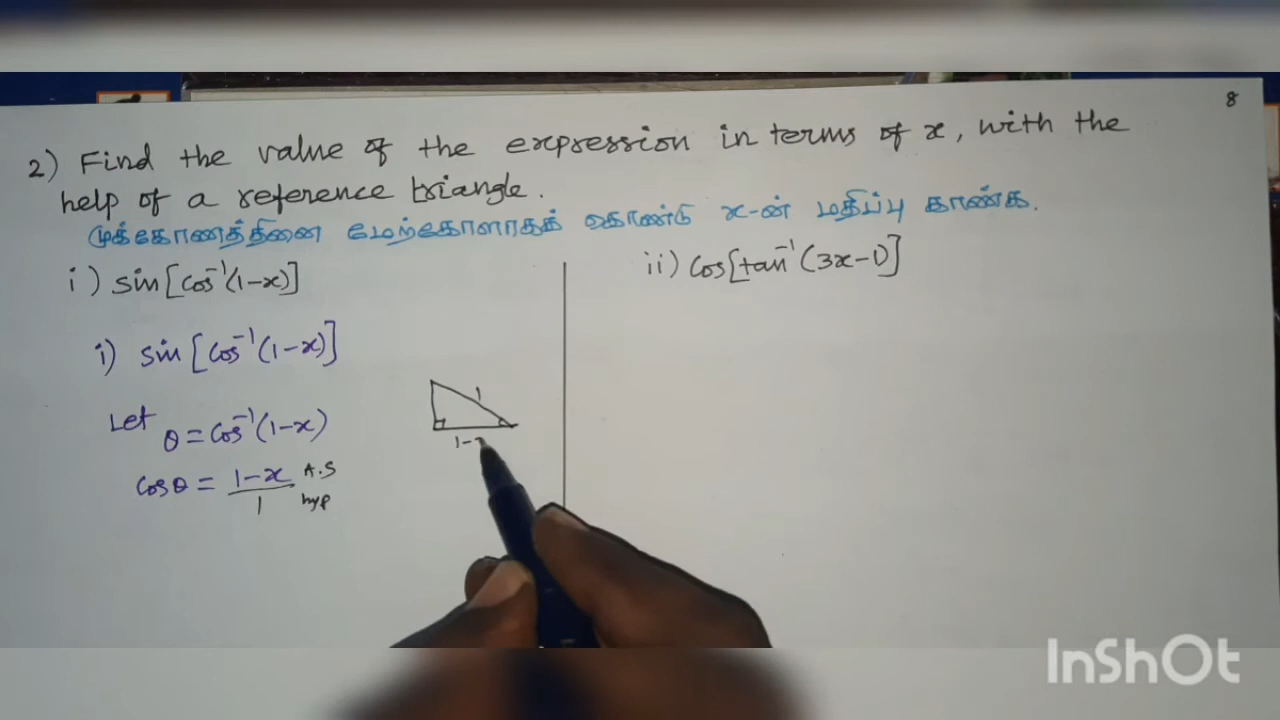 8
2) Find the value of the expression in terms of x, with the
help of a reference triangle.
முக்கோணத்தினை மேற்கோளாகக் கொண்டு x-ன் மதிப்பு காண்க.
i) sin[cos⁻¹(1-x)]
ii) cos[tan⁻¹(3x-1)]
i) sin[cos⁻¹(1-x)]
Let θ = cos⁻¹(1-x)
cosθ = (1-x)/1 A.S hyp
1
1-
InShOt